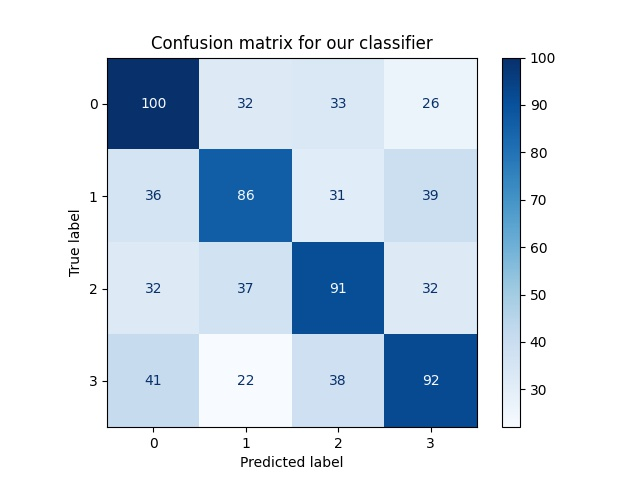 Confusion matrix for our classifier
True label
0 100 32 33 26
1 36 86 31 39
2 32 37 91 32
3 41 22 38 92
0 1 2 3
Predicted label
100
90
80
70
60
50
40
30